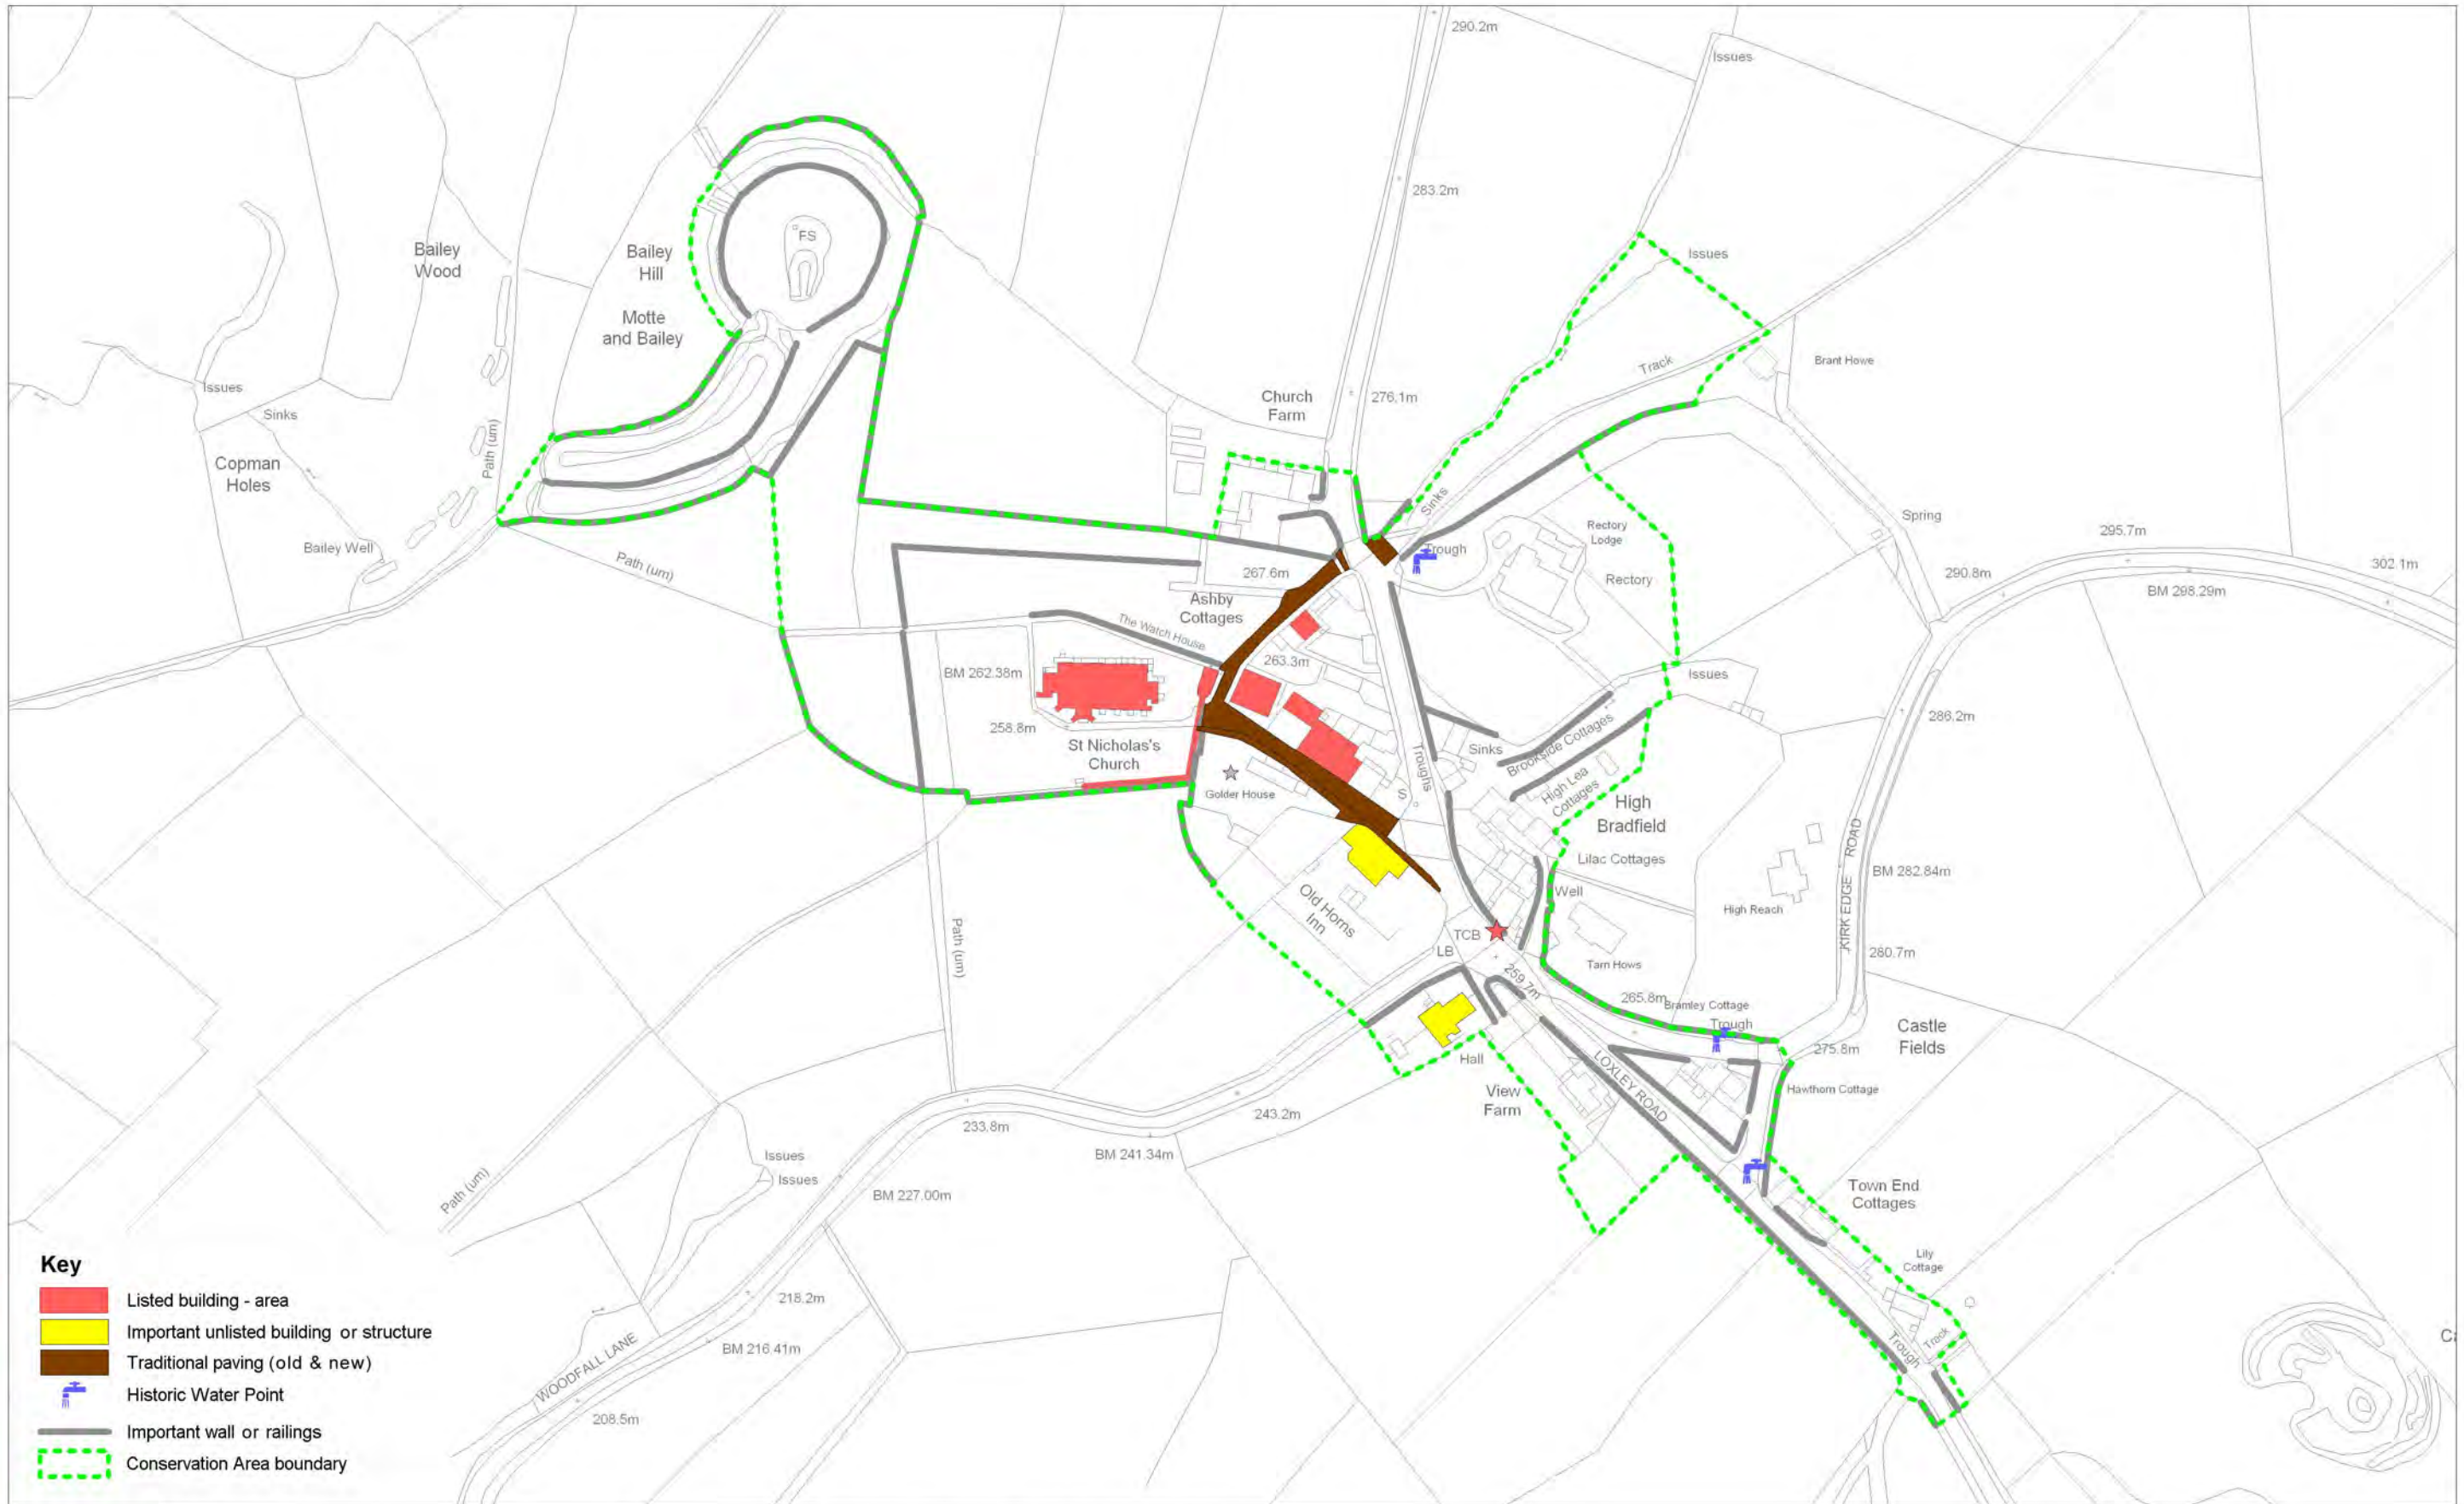 290.2m
Issues
283.2m
FS
Bailey
Wood
Bailey
Hill
Motte
and Bailey
Issues
Track
Brant Howe
Issues
Sinks
Church
Farm
276.1m
Path (um)
Copman
Holes
Sinks
Spring
Bailey Well
Path (um)
Rectory
Lodge
Rectory
295.7m
302.1m
290.8m
BM 298.29m
Trough
267.6m
Ashby
Cottages
The Watch House
263.3m
BM 262.38m
258.8m
St Nicholas's
Church
Issues
286.2m
Sinks
Brookside Cottages
Troughs
High Lea
Cottages
High
Bradfield
Golder House
S
Lilac Cottages
KIRK EDGE ROAD
BM 282.84m
Well
High Reach
Old Horns
Inn
TCB
LB
Path (um)
259.7m
Tarn Hows
280.7m
265.8m
Bramley Cottage
Trough
Castle
Fields
275.8m
Hall
View
Farm
LOXLEY ROAD
Hawthorn Cottage
243.2m
233.8m
BM 241.34m
Issues
Issues
Path (um)
BM 227.00m
Town End
Cottages
Lily
Cottage
Track
Trough
218.2m
BM 216.41m
WOODFALL LANE
208.5m
Key
Listed building - area
Important unlisted building or structure
Traditional paving (old & new)
Historic Water Point
Important wall or railings
Conservation Area boundary